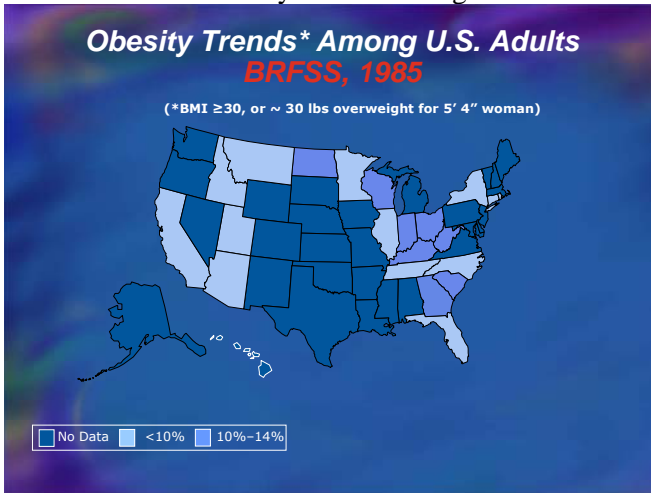 Obesity Trends* Among U.S. Adults
BRFSS, 1985
(*BMI ≥30, or ~ 30 lbs overweight for 5’ 4” woman)
No Data <10% 10%–14%